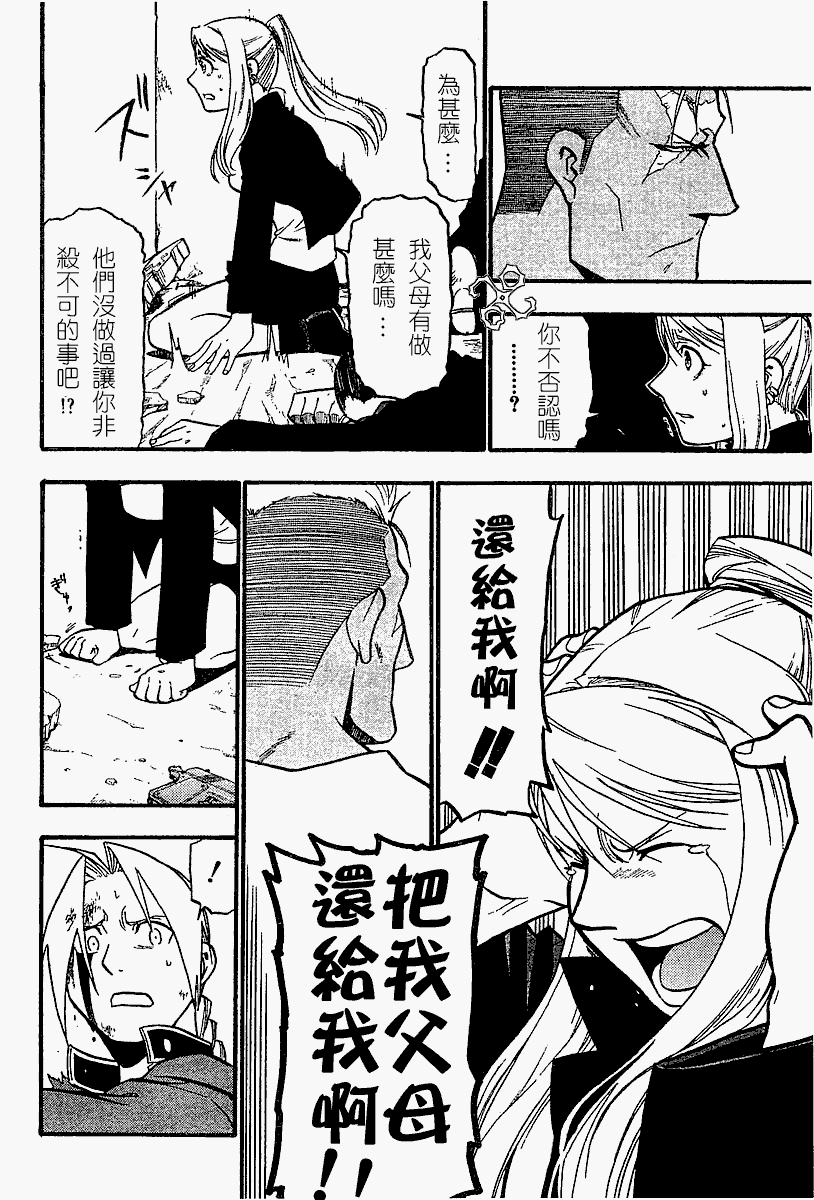 你不否認嗎
………?
為甚麼…
我父母有做
甚麼嗎…
他們沒做過讓你非
殺不可的事吧!?
還給我啊
!!
把我父母
還給我啊!!
!